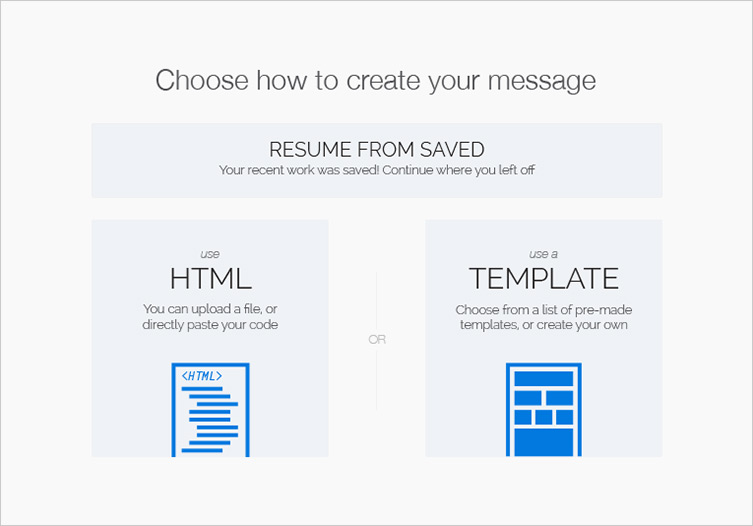 Choose how to create your message
RESUME FROM SAVED
Your recent work was saved! Continue where you left off
use
HTML
You can upload a file, or
directly paste your code
<HTML>
OR
use a
TEMPLATE
Choose from a list of pre-made
templates, or create your own